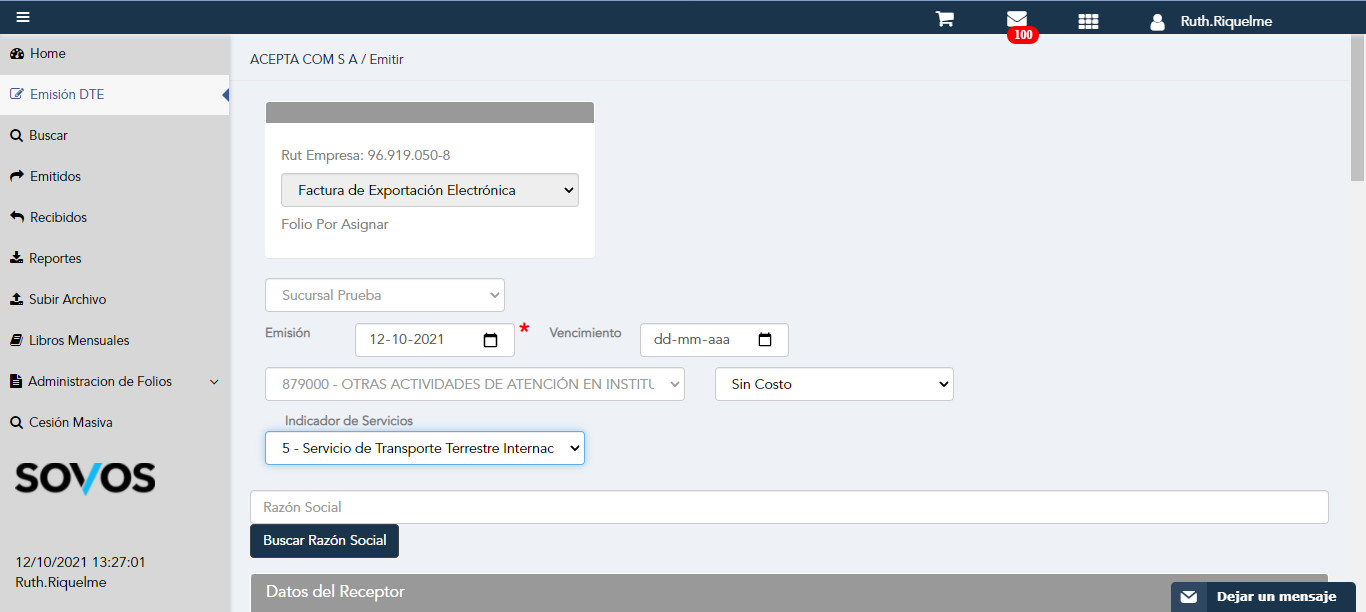 Ruth.Riquelme
100
Home
Emisión DTE
Buscar
Emitidos
Recibidos
Reportes
Subir Archivo
Libros Mensuales
Administracion de Folios
Cesión Masiva
SOVOS
12/10/2021 13:27:01
Ruth.Riquelme
ACEPTA COM S A / Emitir
Rut Empresa: 96.919.050-8
Factura de Exportación Electrónica
Folio Por Asignar
Sucursal Prueba
Emisión 12-10-2021 * Vencimiento dd-mm-aaa
879000 - OTRAS ACTIVIDADES DE ATENCIÓN EN INSTITU Sin Costo
Indicador de Servicios
5 - Servicio de Transporte Terrestre Internac
Razón Social
Buscar Razón Social
Datos del Receptor
Dejar un mensaje